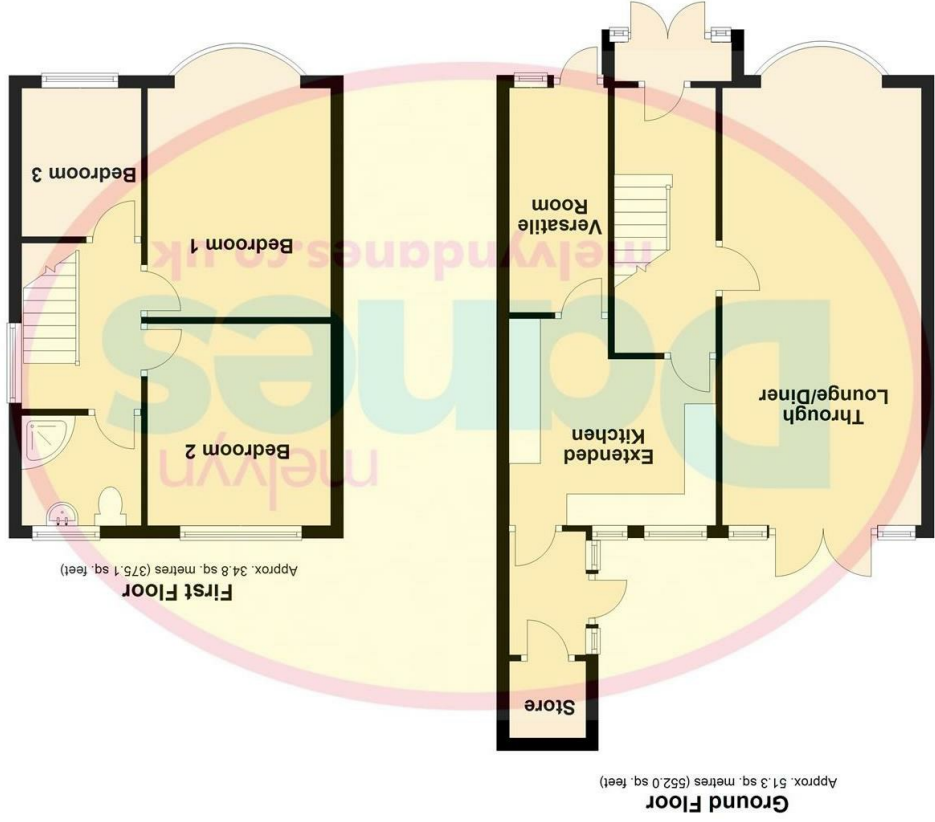 Ground Floor
Approx. 51.3 sq. metres (552.0 sq. feet)
Store
Extended
Kitchen
Through
Lounge/Diner
Versatile
Room
First Floor
Approx. 34.8 sq. metres (375.1 sq. feet)
Bedroom 2
Bedroom 1
Bedroom 3
melvyn
Danes
melvyndanes.co.uk